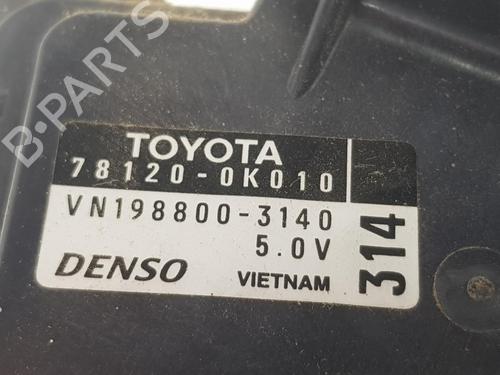 B-PARTS
TOYOTA
78120-0K010
VN198800-3140
5.0V
DENSO VIETNAM
314